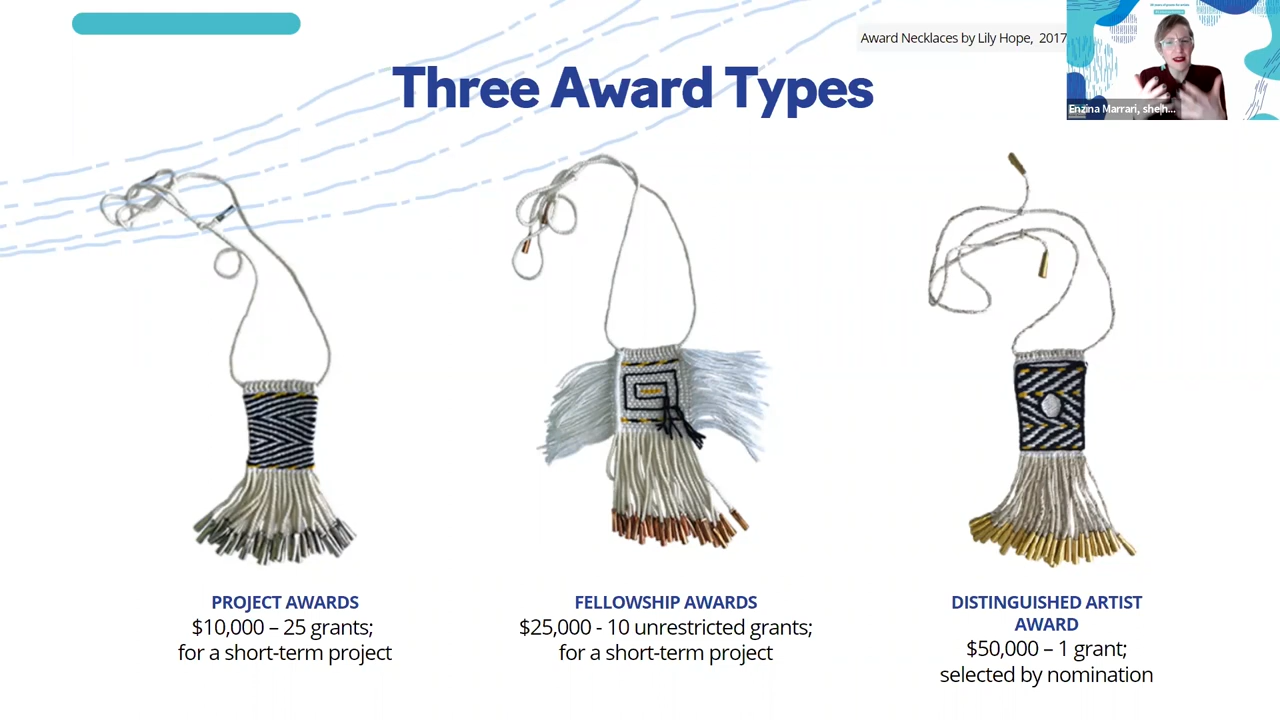 Award Necklaces by Lily Hope, 2017
Enzina Marrari, she/h...
Three Award Types
PROJECT AWARDS
$10,000 – 25 grants;
for a short-term project
FELLOWSHIP AWARDS
$25,000 - 10 unrestricted grants;
for a short-term project
DISTINGUISHED ARTIST
AWARD
$50,000 – 1 grant;
selected by nomination